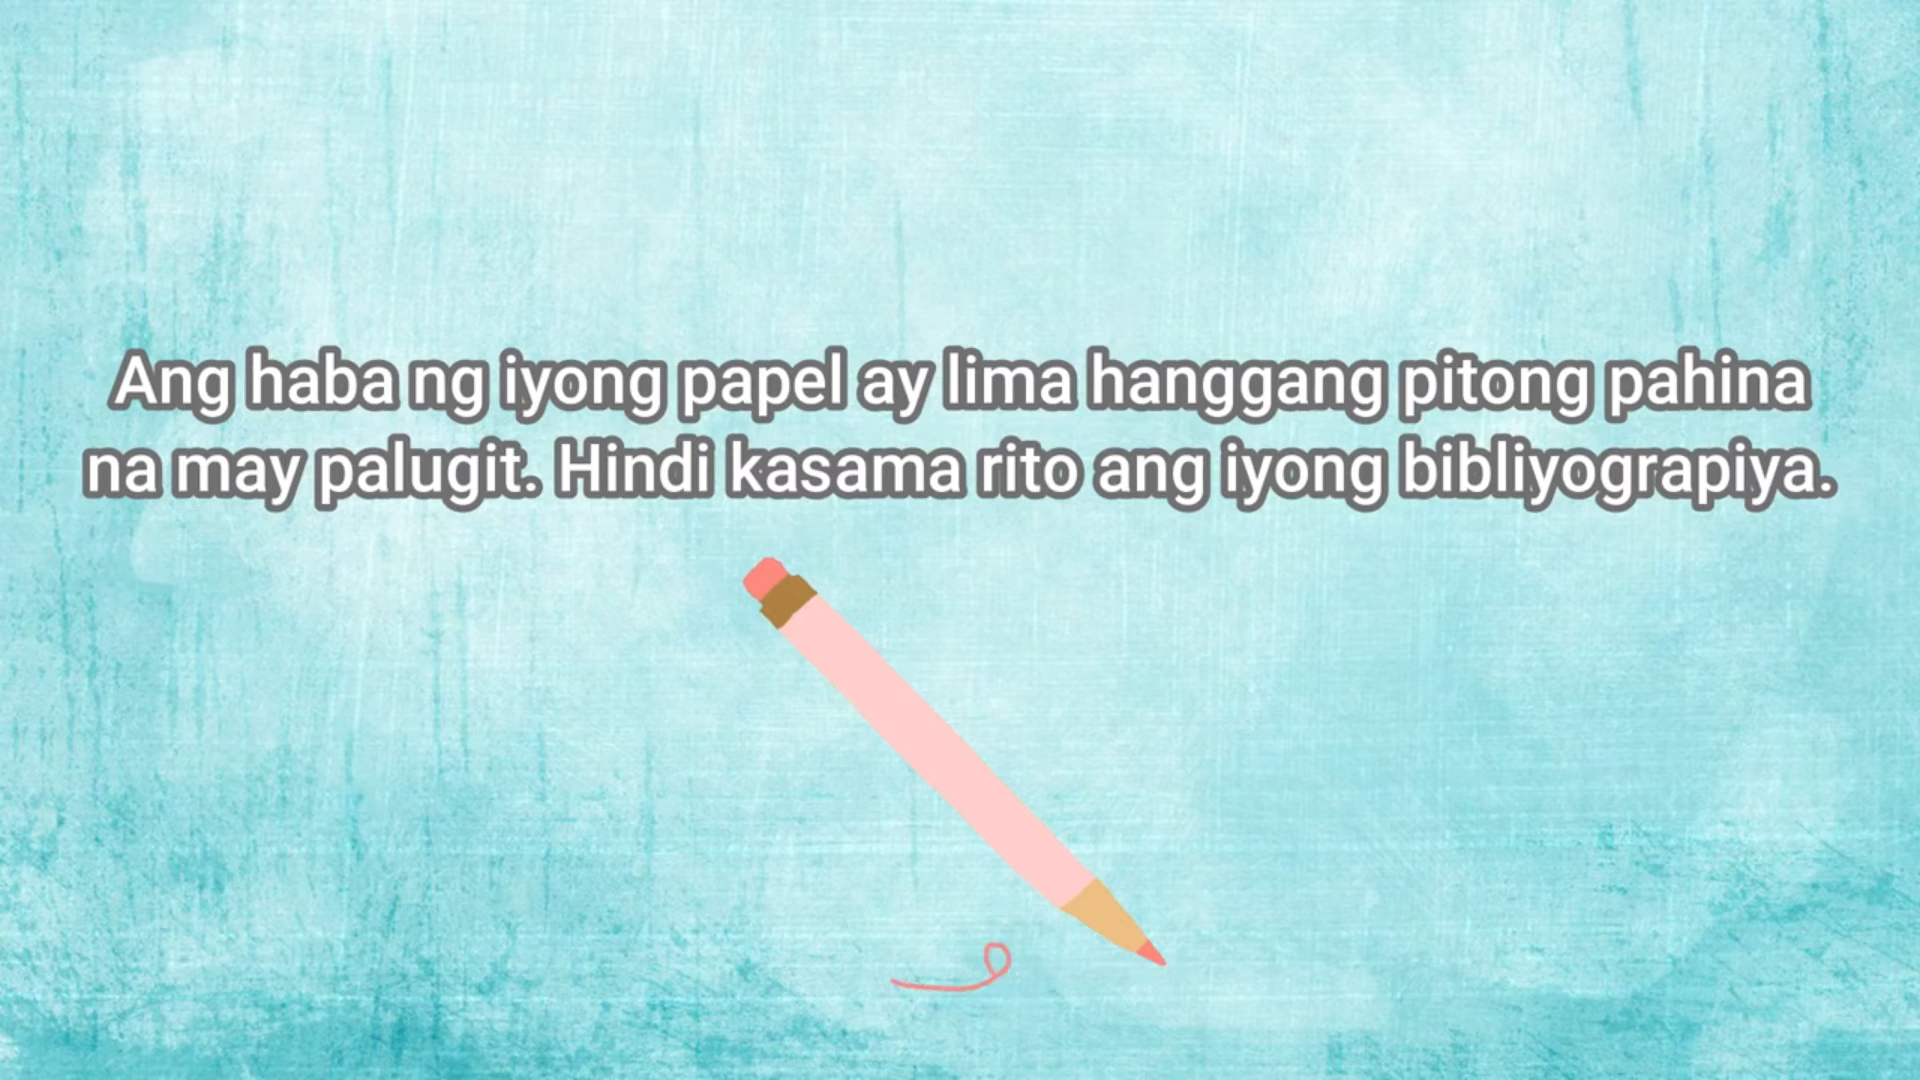 Ang haba ng iyong papel ay lima hanggang pitong pahina
na may palugit. Hindi kasama rito ang iyong bibliyograpiya.